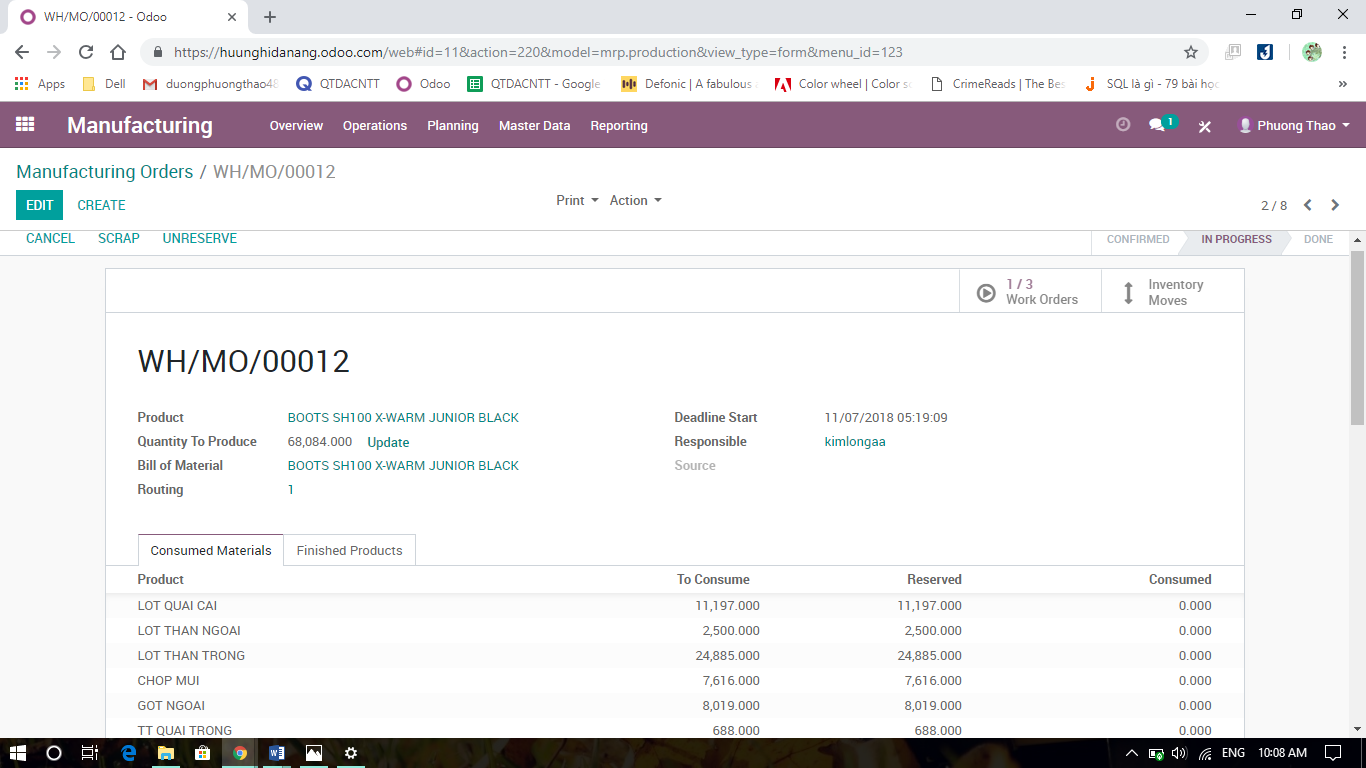 WH/MO/00012 - Odoo
https://huunghidanang.odoo.com/web#id=11&action=220&model=mrp.production&view_type=form&menu_id=123
Apps Dell duongphuongthao48 QTDACNTT Odoo QTDACNTT - Google Defonic | A fabulous Color wheel | Color sc CrimeReads | The Bes SQL là gì - 79 bài học »
Manufacturing Overview Operations Planning Master Data Reporting 1 Phuong Thao
Manufacturing Orders / WH/MO/00012
EDIT CREATE Print Action 2 / 8
CANCEL SCRAP UNRESERVE CONFIRMED IN PROGRESS DONE
1 / 3
Work Orders
Inventory
Moves
WH/MO/00012
Product BOOTS SH100 X-WARM JUNIOR BLACK Deadline Start 11/07/2018 05:19:09
Quantity To Produce 68,084.000 Update Responsible kimlongaa
Bill of Material BOOTS SH100 X-WARM JUNIOR BLACK Source
Routing 1
Consumed Materials Finished Products
Product To Consume Reserved Consumed
LOT QUAI CAI 11,197.000 11,197.000 0.000
LOT THAN NGOAI 2,500.000 2,500.000 0.000
LOT THAN TRONG 24,885.000 24,885.000 0.000
CHOP MUI 7,616.000 7,616.000 0.000
GOT NGOAI 8,019.000 8,019.000 0.000
TT QUAI TRONG 688.000 688.000 0.000
ENG 10:08 AM